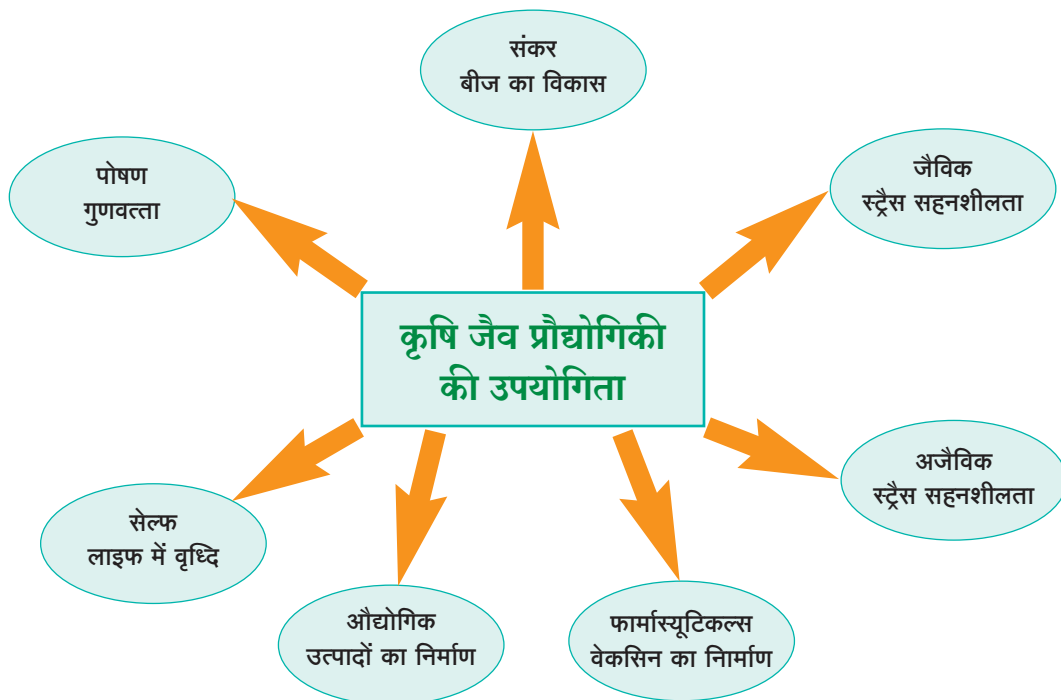 संकर
बीज का विकास
पोषण
गुणवत्ता
जैविक
स्ट्रैस सहनशीलता
कृषि जैव प्रौद्योगिकी
की उपयोगिता
अजैविक
स्ट्रैस सहनशीलता
सेल्फ
लाइफ में वृध्दि
औद्योगिक
उत्पादों का निर्माण
फार्मास्यूटिकल्स
वेकसिन का निार्माण